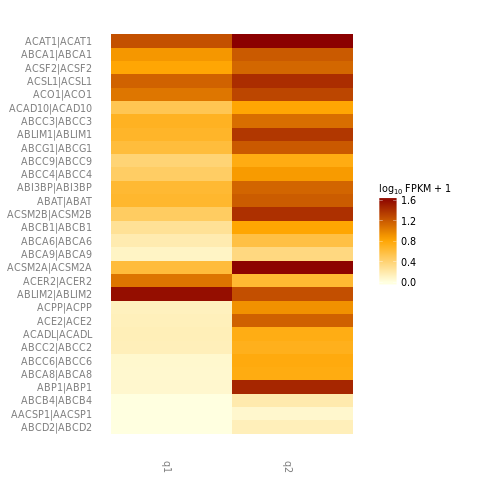 ACAT1|ACAT1
ABCA1|ABCA1
ACSF2|ACSF2
ACSL1|ACSL1
ACO1|ACO1
ACAD10|ACAD10
ABCC3|ABCC3
ABLIM1|ABLIM1
ABCG1|ABCG1
ABCC9|ABCC9
ABCC4|ABCC4
ABI3BP|ABI3BP
ABAT|ABAT
ACSM2B|ACSM2B
ABCB1|ABCB1
ABCA6|ABCA6
ABCA9|ABCA9
ACSM2A|ACSM2A
ACER2|ACER2
ABLIM2|ABLIM2
ACPP|ACPP
ACE2|ACE2
ACADL|ACADL
ABCC2|ABCC2
ABCC6|ABCC6
ABCA8|ABCA8
ABP1|ABP1
ABCB4|ABCB4
AACSP1|AACSP1
ABCD2|ABCD2
q1
q2
log₁₀ FPKM + 1
1.6
1.2
0.8
0.4
0.0